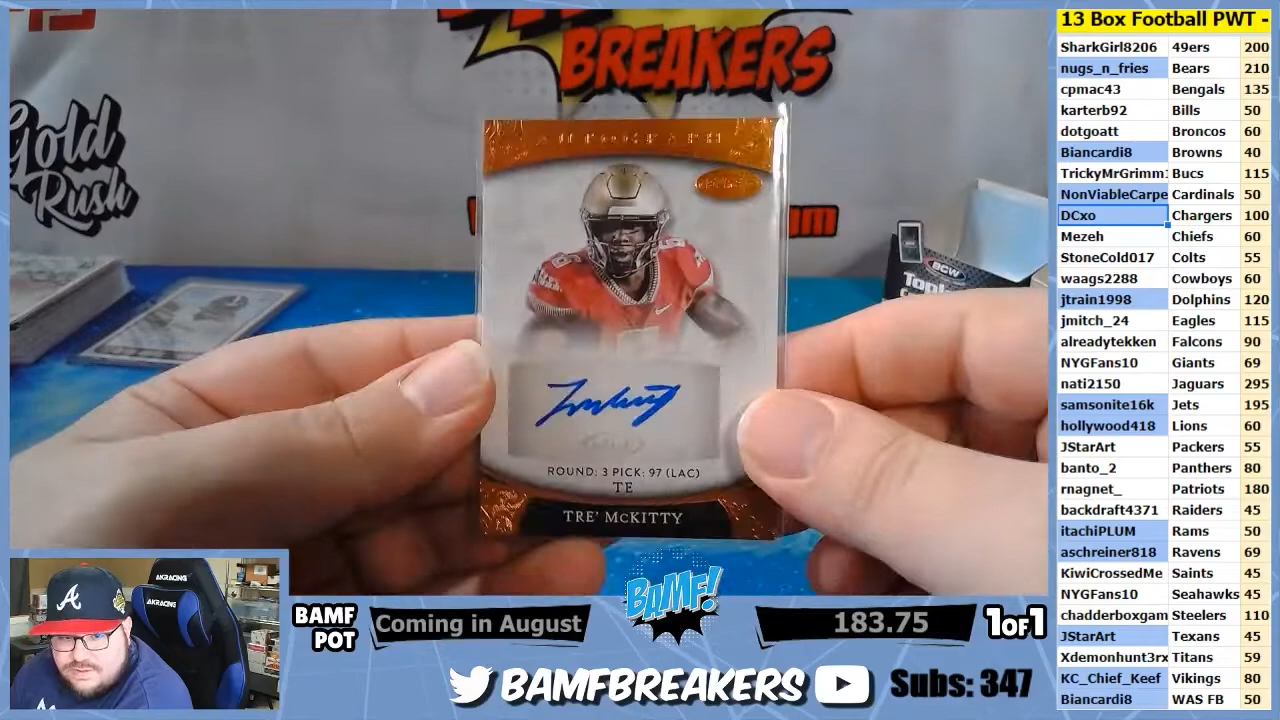 BREAKERS
Gold
Rush
AUTOGRAPH
ROUND: 3 PICK: 97 (LAC)
TE
TRE' McKITTY
BCW
AKRACING
AKRACING
A
BAMF
POT
Coming in August
BAMF!
183.75
1OF1
BAMFBREAKERS
Subs: 347
13 Box Football PWT -
SharkGirl8206 49ers 200
nugs_n_fries Bears 210
cpmac43 Bengals 135
karterb92 Bills 50
dotgoatt Broncos 60
Biancardi8 Browns 40
TrickyMrGrimm Bucs 115
NonViableCarpe Cardinals 50
DCxo Chargers 100
Mezeh Chiefs 60
StoneCold017 Colts 55
waags2288 Cowboys 60
jtrain1998 Dolphins 120
jmitch_24 Eagles 115
alreadytekken Falcons 90
NYGFans10 Giants 69
nati2150 Jaguars 295
samsonite16k Jets 195
hollywood418 Lions 60
JStarArt Packers 55
banto_2 Panthers 80
rnagnet_ Patriots 180
backdraft4371 Raiders 45
itachiPLUM Rams 50
aschreiner818 Ravens 69
KiwiCrossedMe Saints 45
NYGFans10 Seahawks 45
chadderboxgam Steelers 110
JStarArt Texans 45
Xdemonhunt3rx Titans 59
KC_Chief_Keef Vikings 80
Biancardi8 WAS FB 50